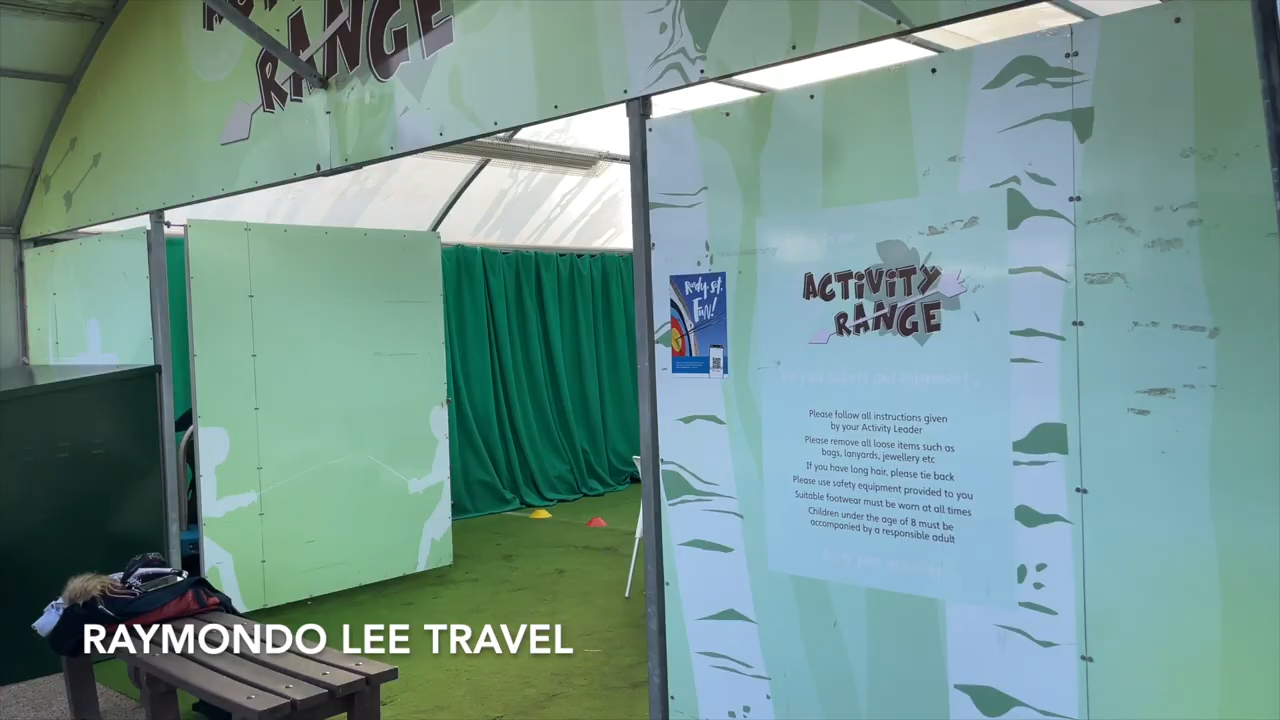 RANGE
Ready, set,
FUN!
ACTIVITY
RANGE
Please follow all instructions given
by your Activity Leader
Please remove all loose items such as
bags, lanyards, jewellery etc
If you have long hair, please tie back
Please use safety equipment provided to you
Suitable footwear must be worn at all times
Children under the age of 8 must be
accompanied by a responsible adult
RAYMONDO LEE TRAVEL